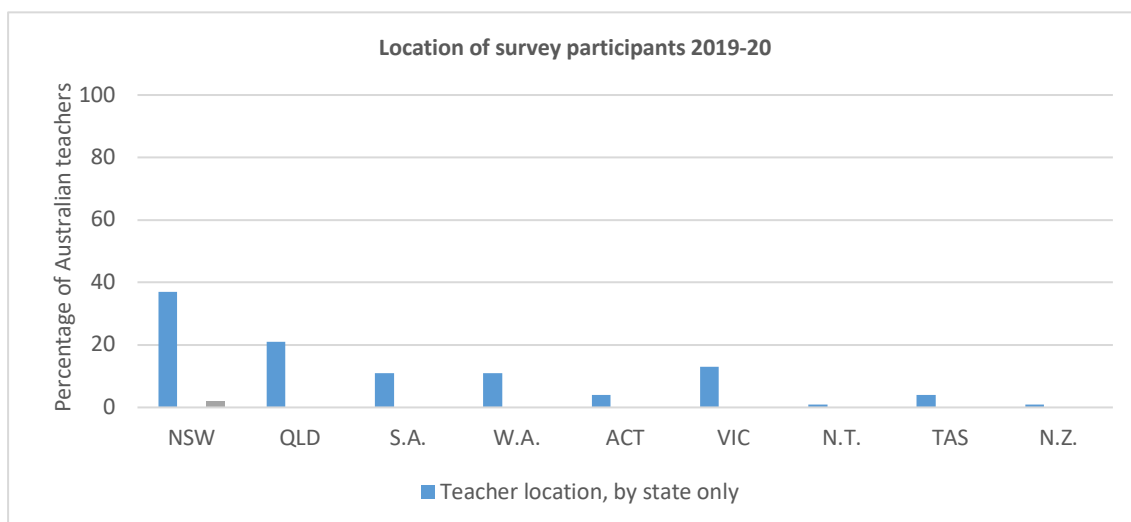 Location of survey participants 2019-20
Percentage of Australian teachers
100
80
60
40
20
0
NSW QLD S.A. W.A. ACT VIC N.T. TAS N.Z.
Teacher location, by state only